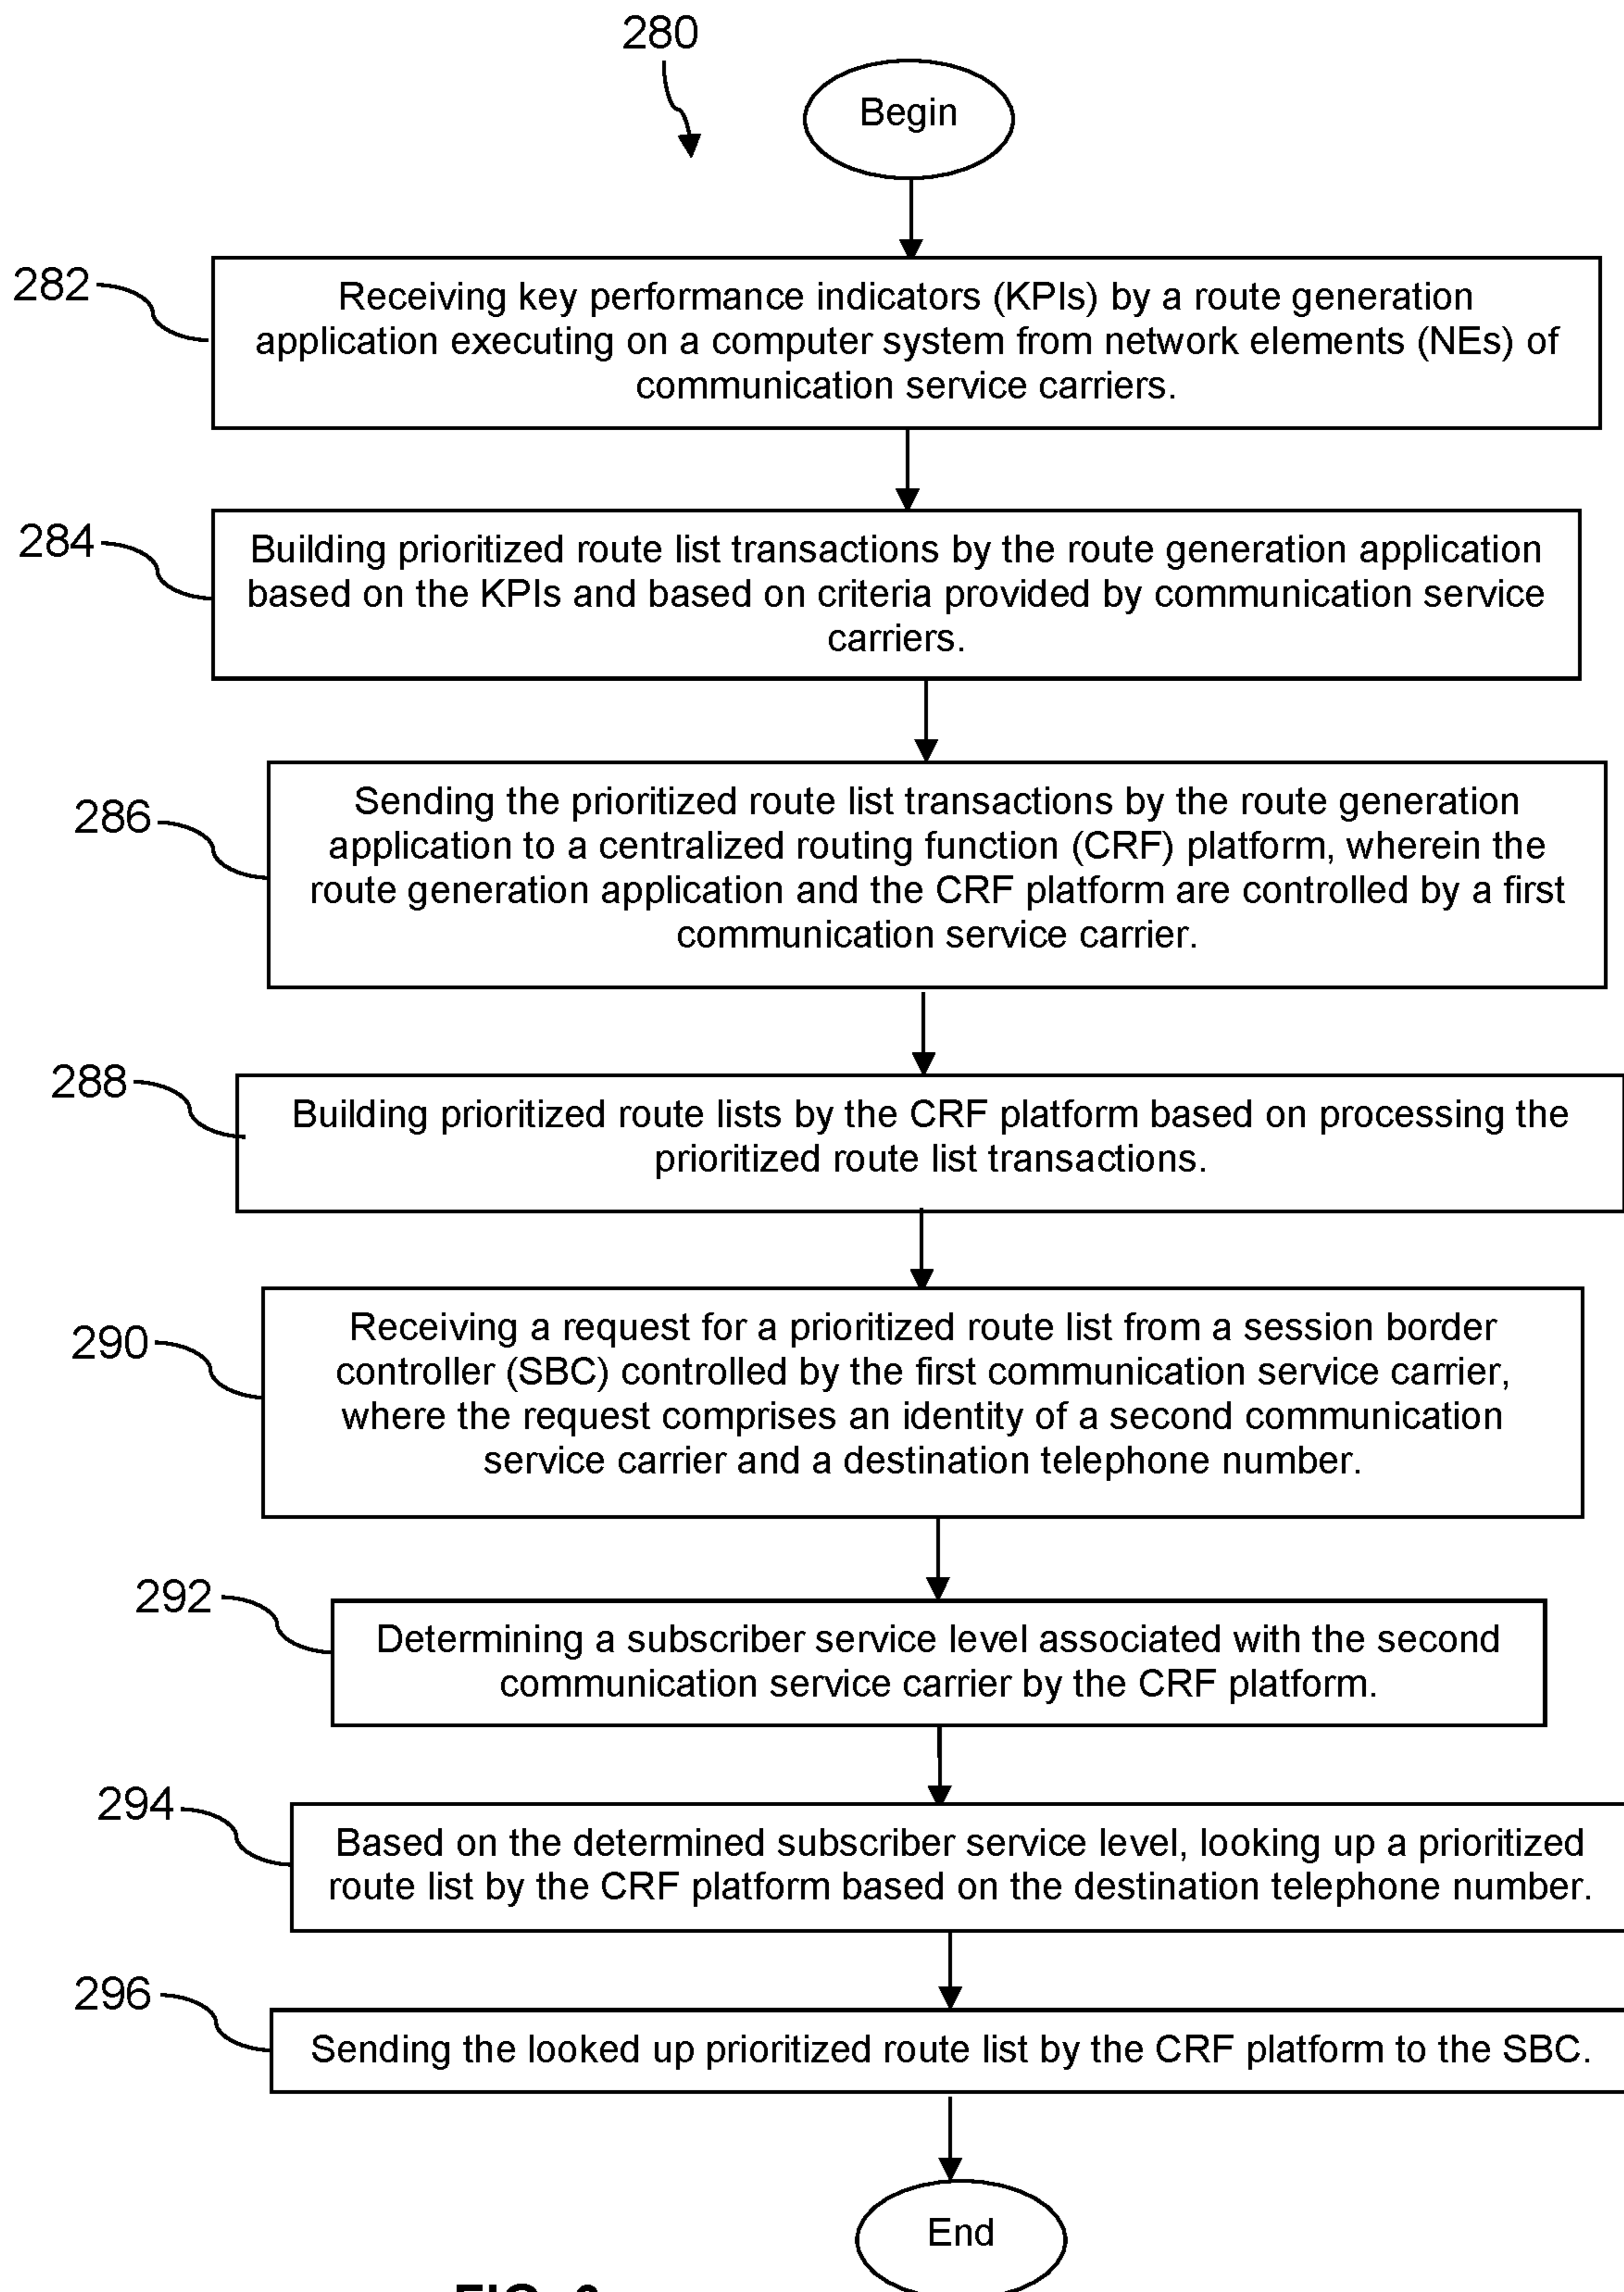 280
Begin
282
Receiving key performance indicators (KPIs) by a route generation
application executing on a computer system from network elements (NEs) of
communication service carriers.
284
Building prioritized route list transactions by the route generation application
based on the KPIs and based on criteria provided by communication service
carriers.
286
Sending the prioritized route list transactions by the route generation
application to a centralized routing function (CRF) platform, wherein the
route generation application and the CRF platform are controlled by a first
communication service carrier.
288
Building prioritized route lists by the CRF platform based on processing the
prioritized route list transactions.
290
Receiving a request for a prioritized route list from a session border
controller (SBC) controlled by the first communication service carrier,
where the request comprises an identity of a second communication
service carrier and a destination telephone number.
292
Determining a subscriber service level associated with the second
communication service carrier by the CRF platform.
294
Based on the determined subscriber service level, looking up a prioritized
route list by the CRF platform based on the destination telephone number.
296
Sending the looked up prioritized route list by the CRF platform to the SBC.
End
FIG.